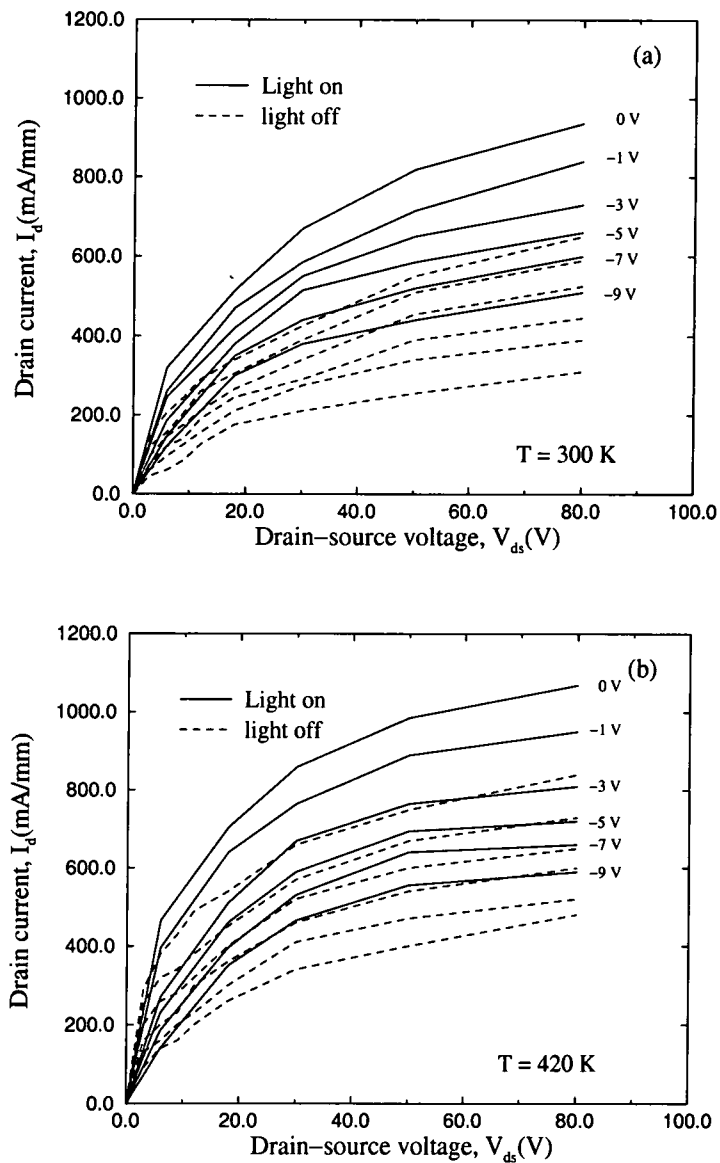 (a)
Light on
light off
1200.0
1000.0
800.0
600.0
400.0
200.0
0.0
Drain current, I_d(mA/mm)
0 V
−1 V
−3 V
−5 V
−7 V
−9 V
T = 300 K
0.0 20.0 40.0 60.0 80.0 100.0
Drain−source voltage, V_ds(V)
(b)
Light on
light off
1200.0
1000.0
800.0
600.0
400.0
200.0
0.0
Drain current, I_d(mA/mm)
0 V
−1 V
−3 V
−5 V
−7 V
−9 V
T = 420 K
0.0 20.0 40.0 60.0 80.0 100.0
Drain−source voltage, V_ds(V)